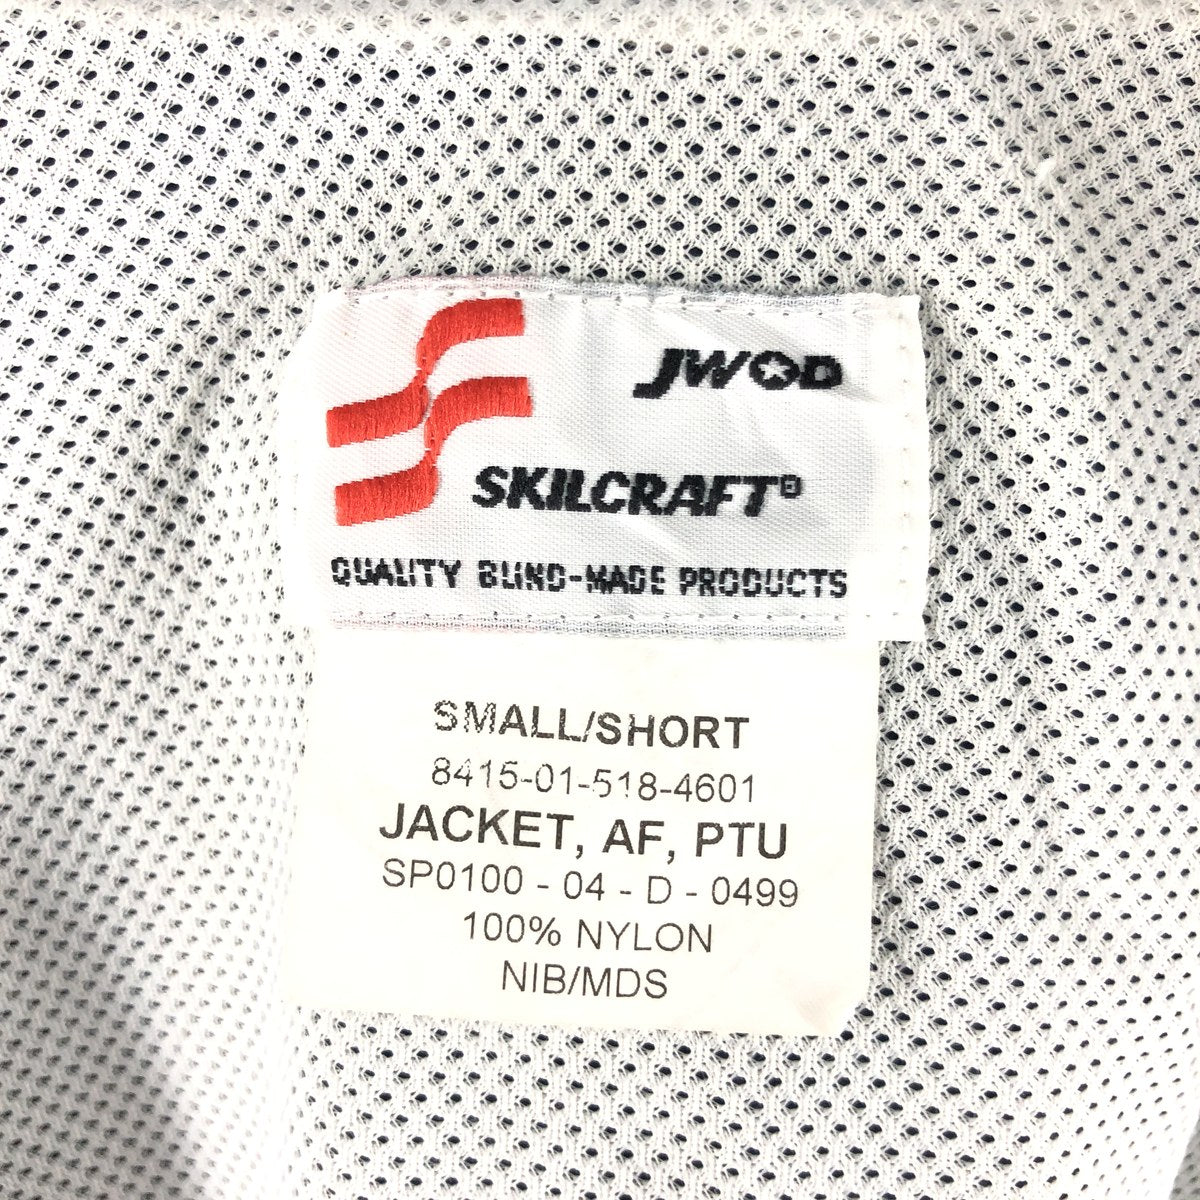 JWOD
SKILCRAFT®
QUALITY BLIND-MADE PRODUCTS
SMALL/SHORT
8415-01-518-4601
JACKET, AF, PTU
SP0100 - 04 - D - 0499
100% NYLON
NIB/MDS